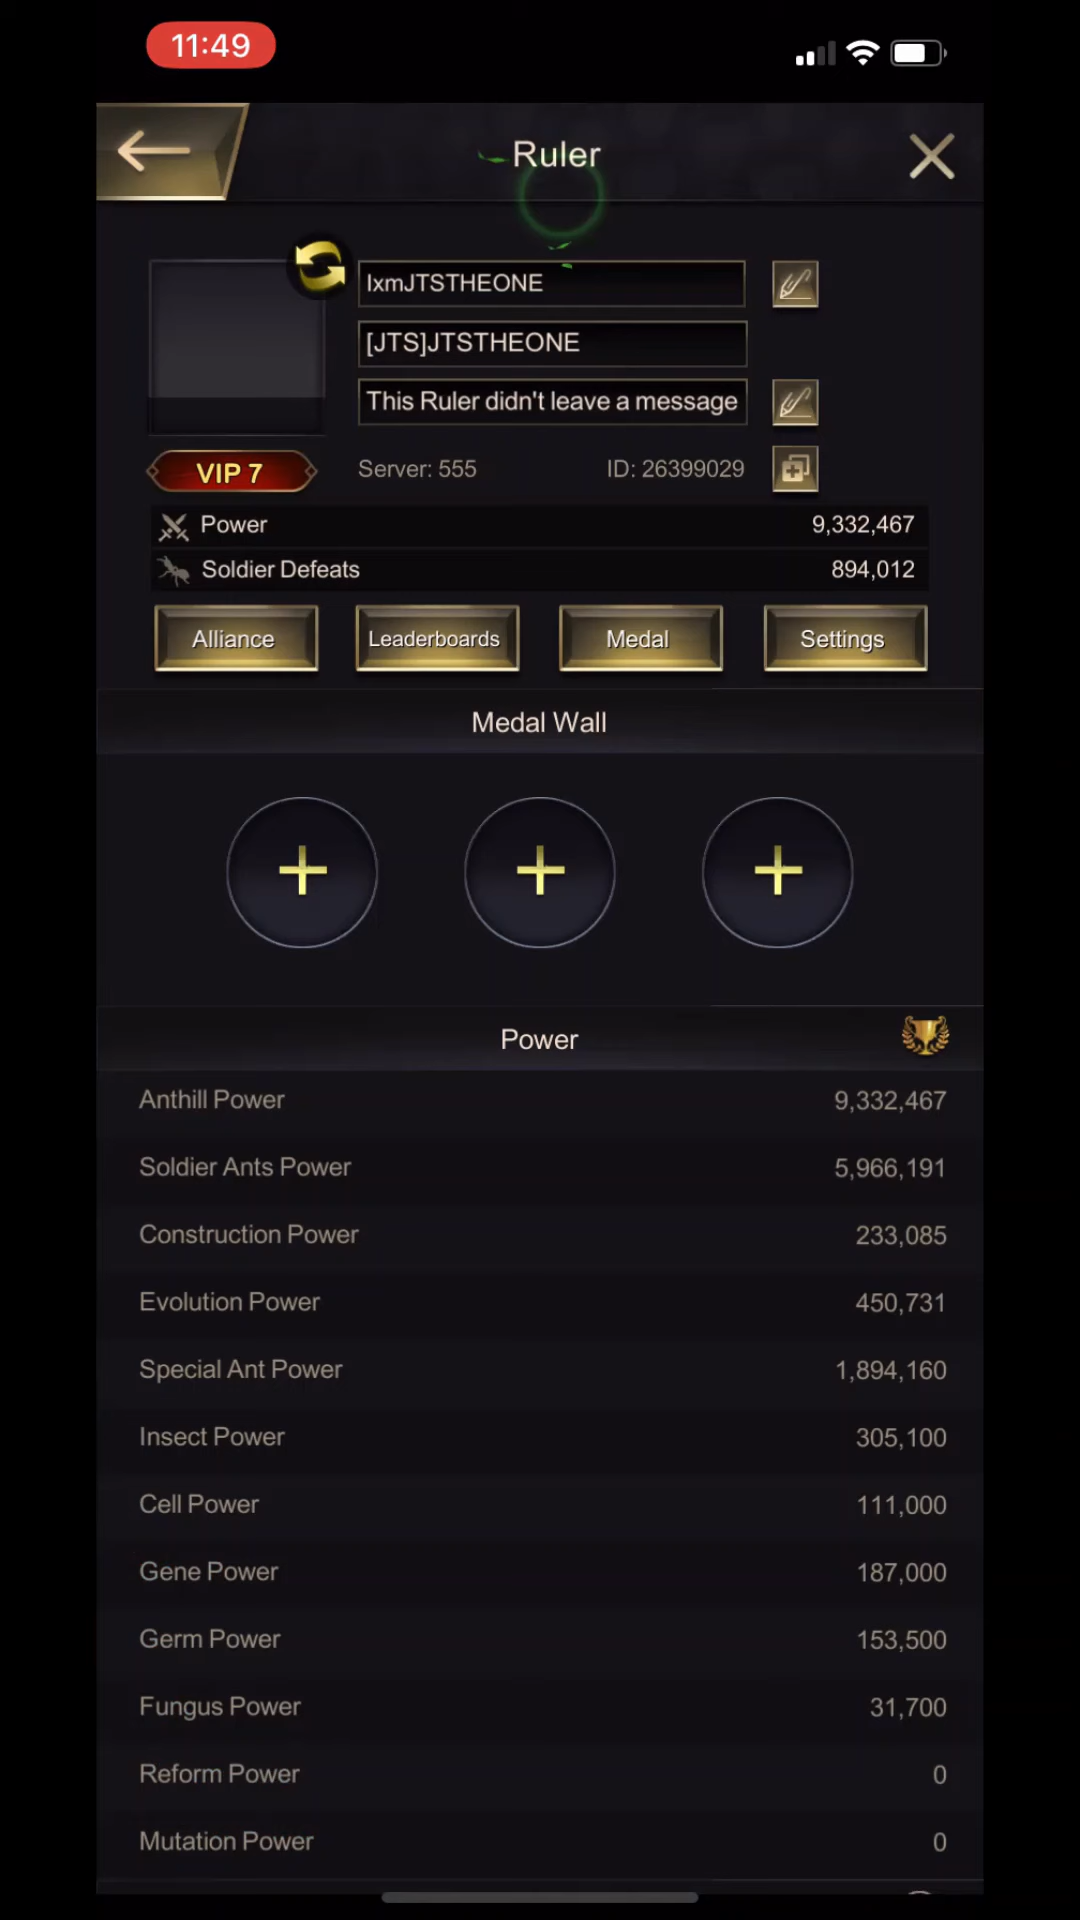 11:49
Ruler
lxmJTSTHEONE
[JTS]JTSTHEONE
This Ruler didn't leave a message
VIP 7 Server: 555 ID: 26399029
Power 9,332,467
Soldier Defeats 894,012
Alliance Leaderboards Medal Settings
Medal Wall
Power
Anthill Power 9,332,467
Soldier Ants Power 5,966,191
Construction Power 233,085
Evolution Power 450,731
Special Ant Power 1,894,160
Insect Power 305,100
Cell Power 111,000
Gene Power 187,000
Germ Power 153,500
Fungus Power 31,700
Reform Power 0
Mutation Power 0